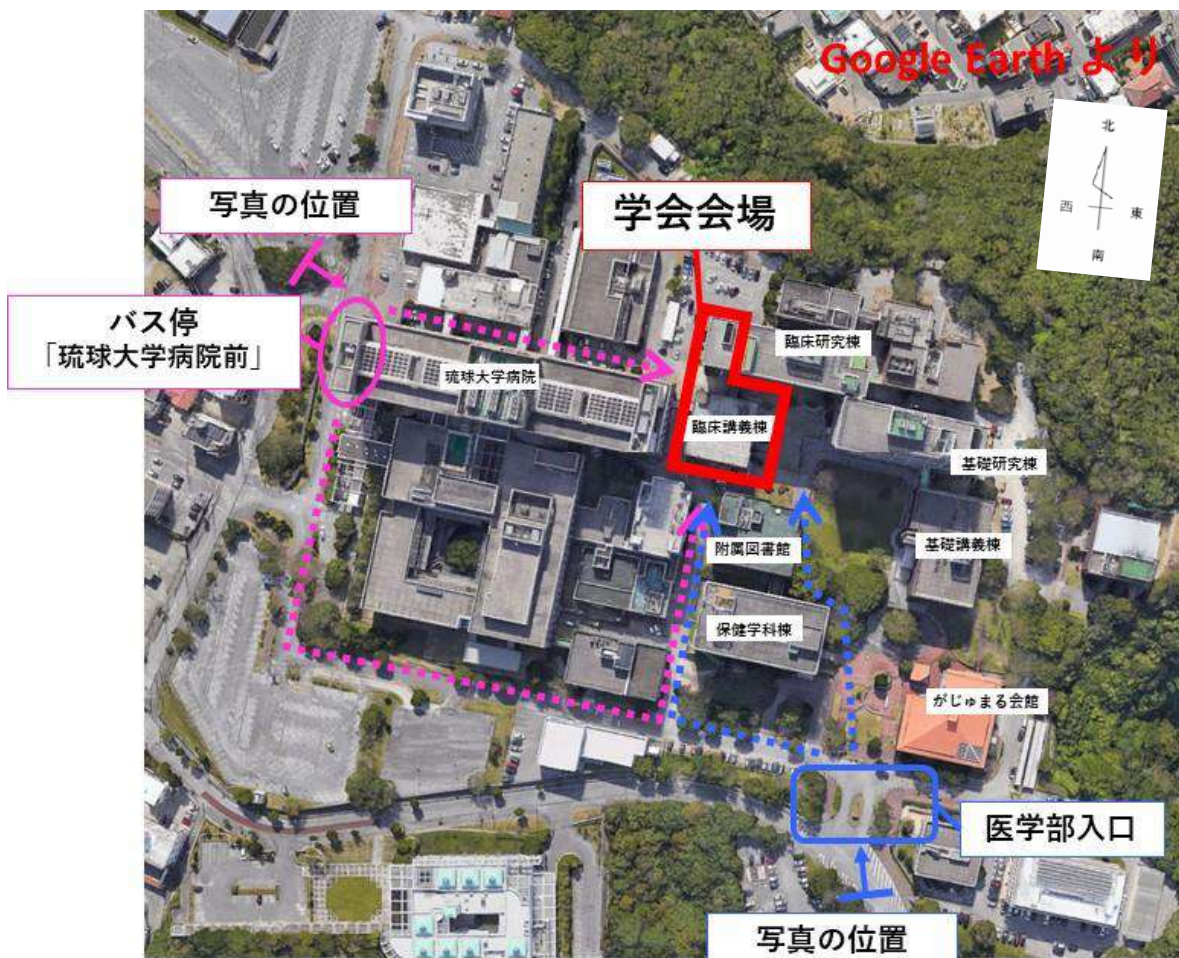 Google Earth より
北
西
東
南
写真の位置
学会会場
バス停
「琉球大学病院前」
臨床研究棟
琉球大学病院
臨床講義棟
基礎研究棟
附属図書館
基礎講義棟
保健学科棟
がじゅまる会館
医学部入口
写真の位置